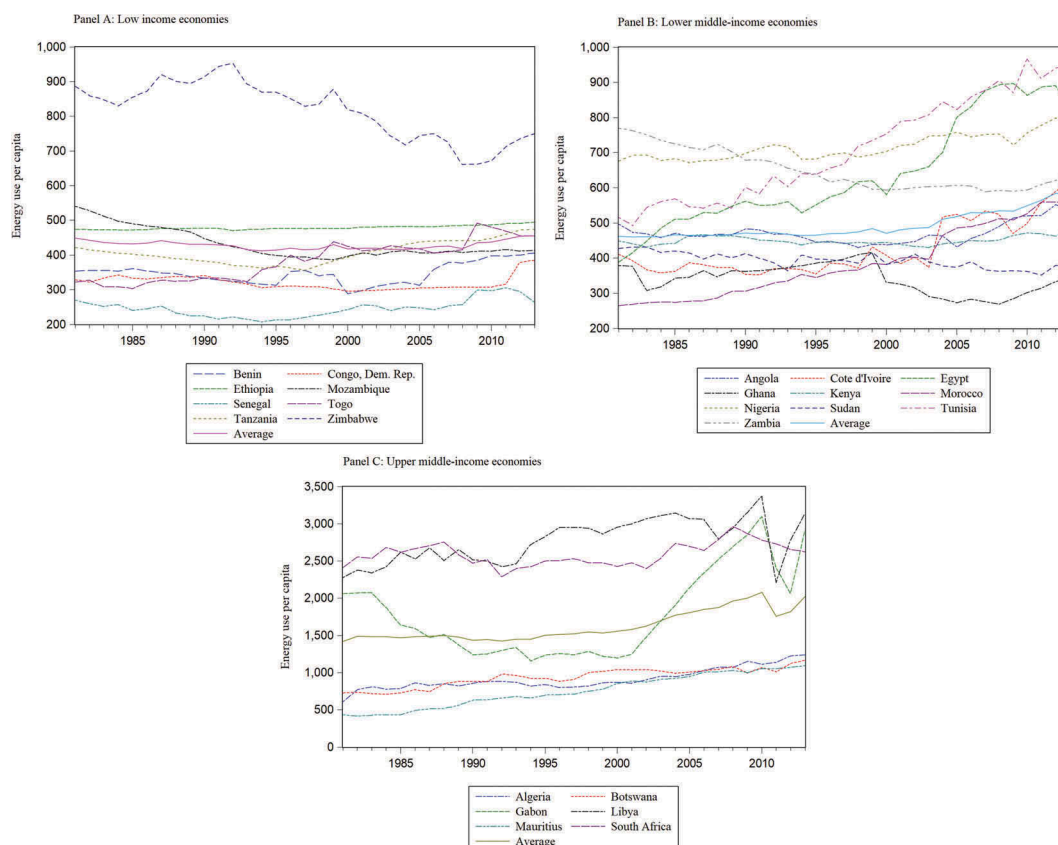 Panel A: Low income economies
Energy use per capita
1,000
900
800
700
600
500
400
300
200
1985 1990 1995 2000 2005 2010
Benin Congo, Dem. Rep.
Ethiopia Mozambique
Senegal Togo
Tanzania Zimbabwe
Average
Panel B: Lower middle-income economies
Energy use per capita
1,000
900
800
700
600
500
400
300
200
1985 1990 1995 2000 2005 2010
Angola Cote d'Ivoire Egypt
Ghana Kenya Morocco
Nigeria Sudan Tunisia
Zambia Average
Panel C: Upper middle-income economies
Energy use per capita
3,500
3,000
2,500
2,000
1,500
1,000
500
0
1985 1990 1995 2000 2005 2010
Algeria Botswana
Gabon Libya
Mauritius South Africa
Average